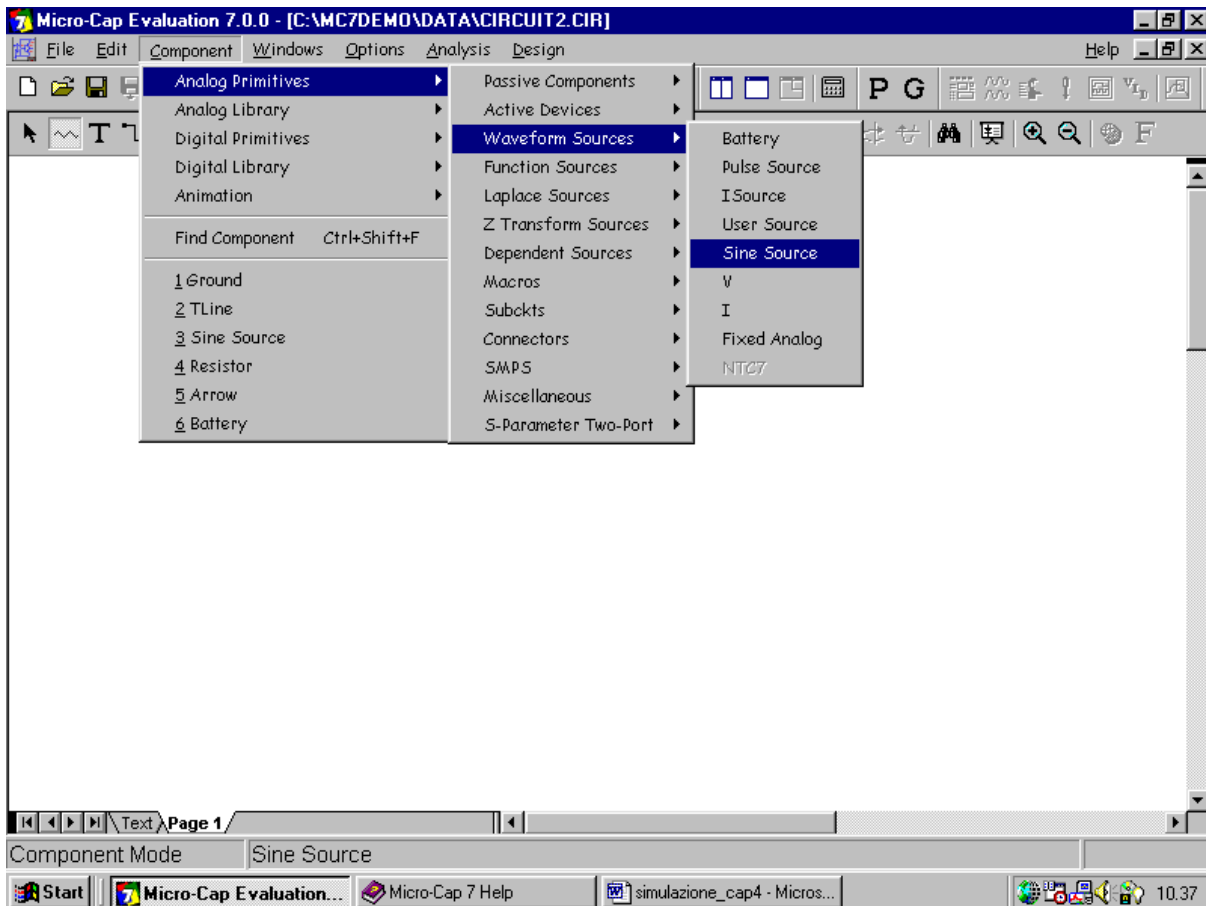 Micro-Cap Evaluation 7.0.0 - [C:\MC7DEMO\DATA\CIRCUIT2.CIR]
File Edit Component Windows Options Analysis Design Help
P G
T F
Analog Primitives
Analog Library
Digital Primitives
Digital Library
Animation
Find Component Ctrl+Shift+F
1 Ground
2 TLine
3 Sine Source
4 Resistor
5 Arrow
6 Battery
Passive Components
Active Devices
Waveform Sources
Function Sources
Laplace Sources
Z Transform Sources
Dependent Sources
Macros
Subckts
Connectors
SMPS
Miscellaneous
S-Parameter Two-Port
Battery
Pulse Source
ISource
User Source
Sine Source
V
I
Fixed Analog
NTC7
Text Page 1
Component Mode Sine Source
Start Micro-Cap Evaluation... Micro-Cap 7 Help simulazione_cap4 - Micros... 10.37